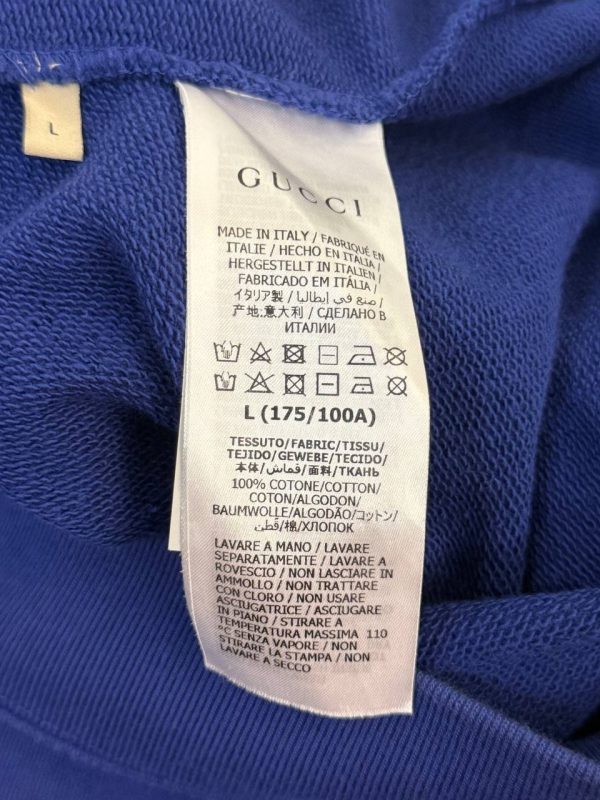 L
GUCCI
MADE IN ITALY / FABRIQUÉ EN
ITALIE / HECHO EN ITALIA /
HERGESTELLT IN ITALIEN /
FABRICADO EM ITÁLIA /
イタリア製 / صنع في إيطاليا /
产地:意大利 / СДЕЛАНО В
ИТАЛИИ
L (175/100A)
TESSUTO/FABRIC/TISSU/
TEJIDO/GEWEBE/TECIDO/
本体/قماش/面料/ТКАНЬ
100% COTONE/COTTON/
COTON/ALGODON/
BAUMWOLLE/ALGODÃO/コットン/
قطن/棉/ХЛОПОК
LAVARE A MANO / LAVARE
SEPARATAMENTE / LAVARE A
ROVESCIO / NON LASCIARE IN
AMMOLLO / NON TRATTARE
CON CLORO / NON USARE
ASCIUGATRICE / ASCIUGARE
IN PIANO / STIRARE A
TEMPERATURA MASSIMA 110
°C SENZA VAPORE / NON
STIRARE LA STAMPA / NON
LAVARE A SECCO